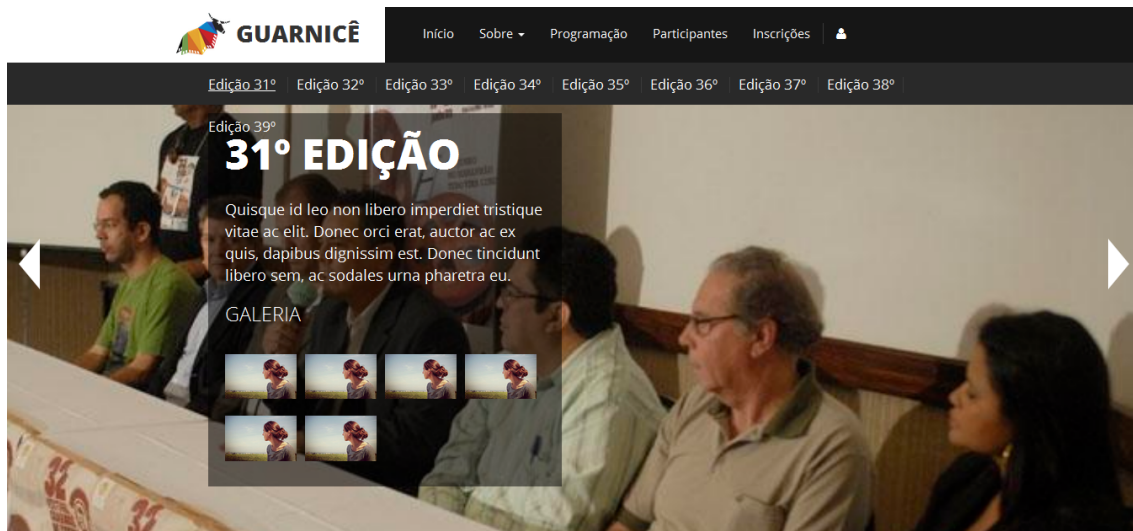 GUARNICÊ
Início Sobre Programação Participantes Inscrições
Edição 31º Edição 32º Edição 33º Edição 34º Edição 35º Edição 36º Edição 37º Edição 38º
Edição 39º
31º EDIÇÃO
Quisque id leo non libero imperdiet tristique
vitae ac elit. Donec orci erat, auctor ac ex
quis, dapibus dignissim est. Donec tincidunt
libero sem, ac sodales urna pharetra eu.
GALERIA
32
32